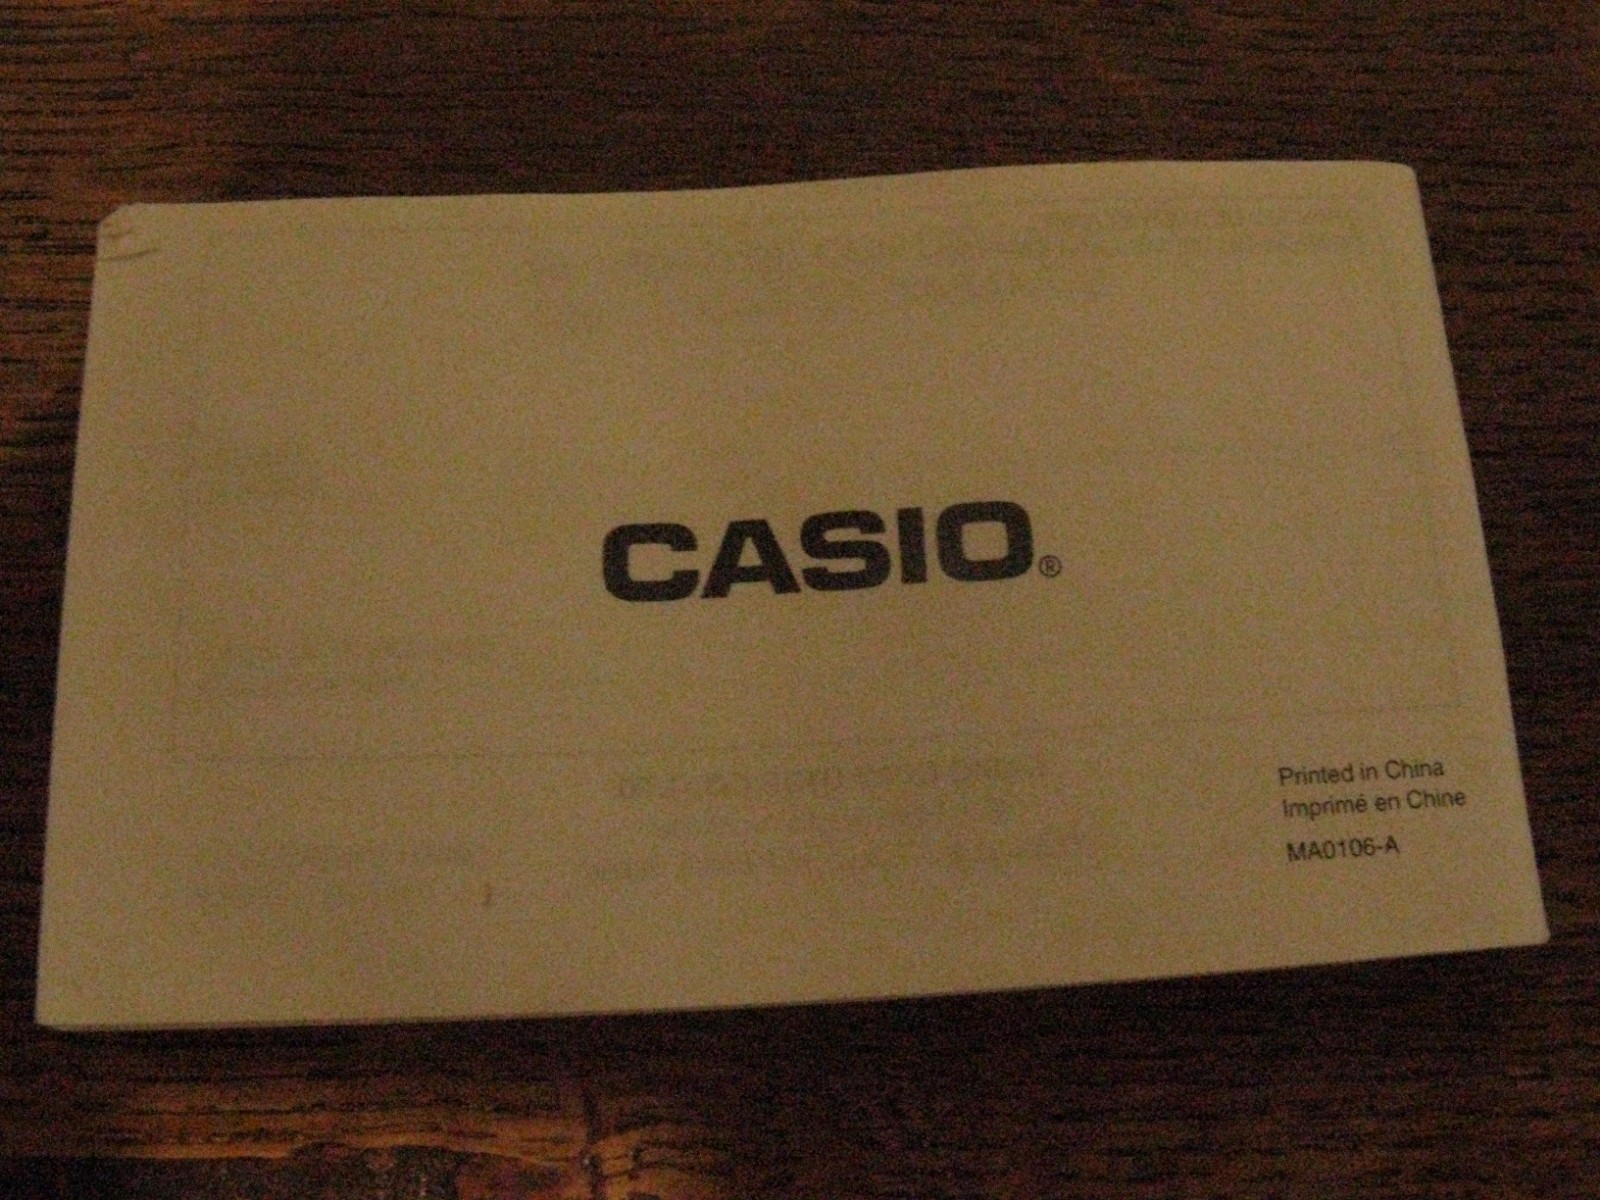 CASIO®
Printed in China
Imprimé en Chine
MA0106-A